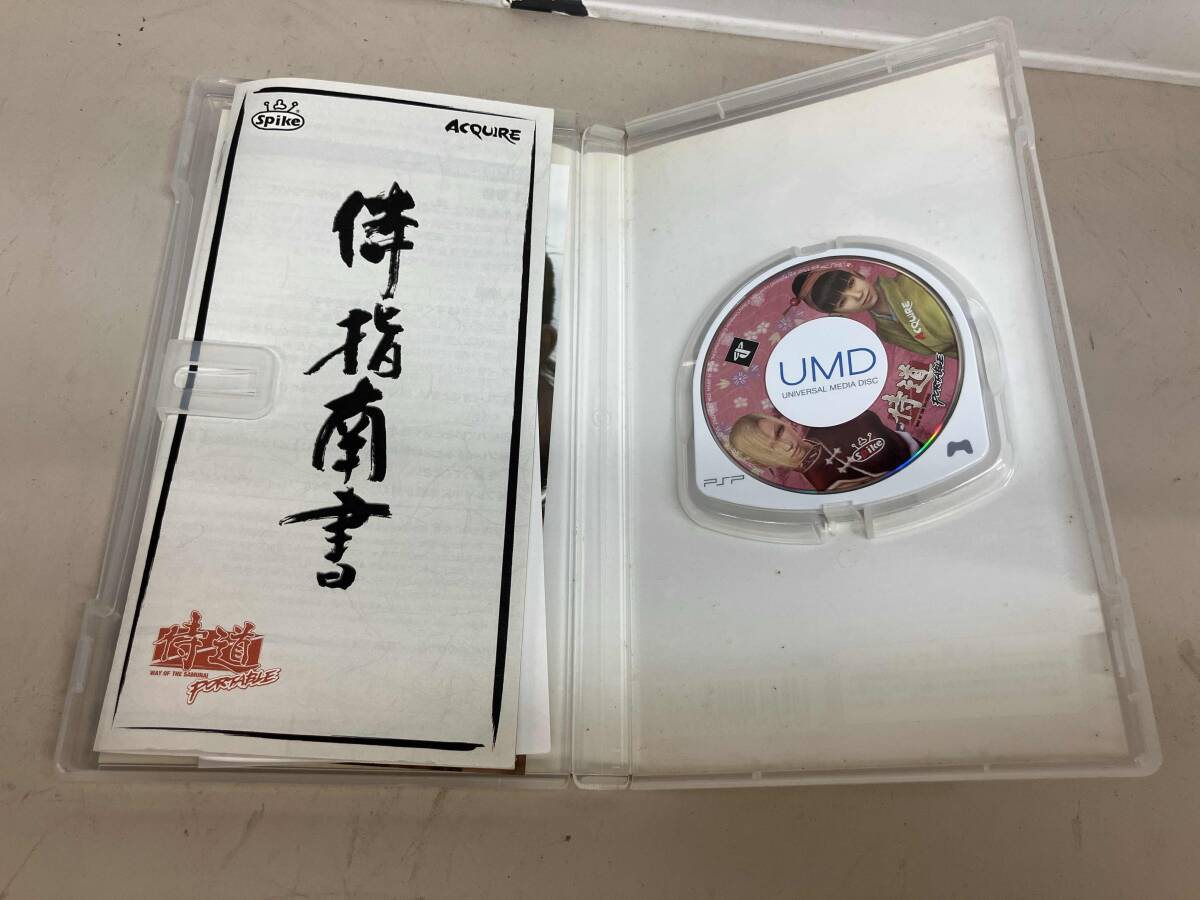 Spike
ACQUIRE
侍指南書
侍道
WAY OF THE SAMURAI
PORTABLE
UMD
UNIVERSAL MEDIA DISC
ACQUIRE
侍道
PORTABLE
Spike
PSP